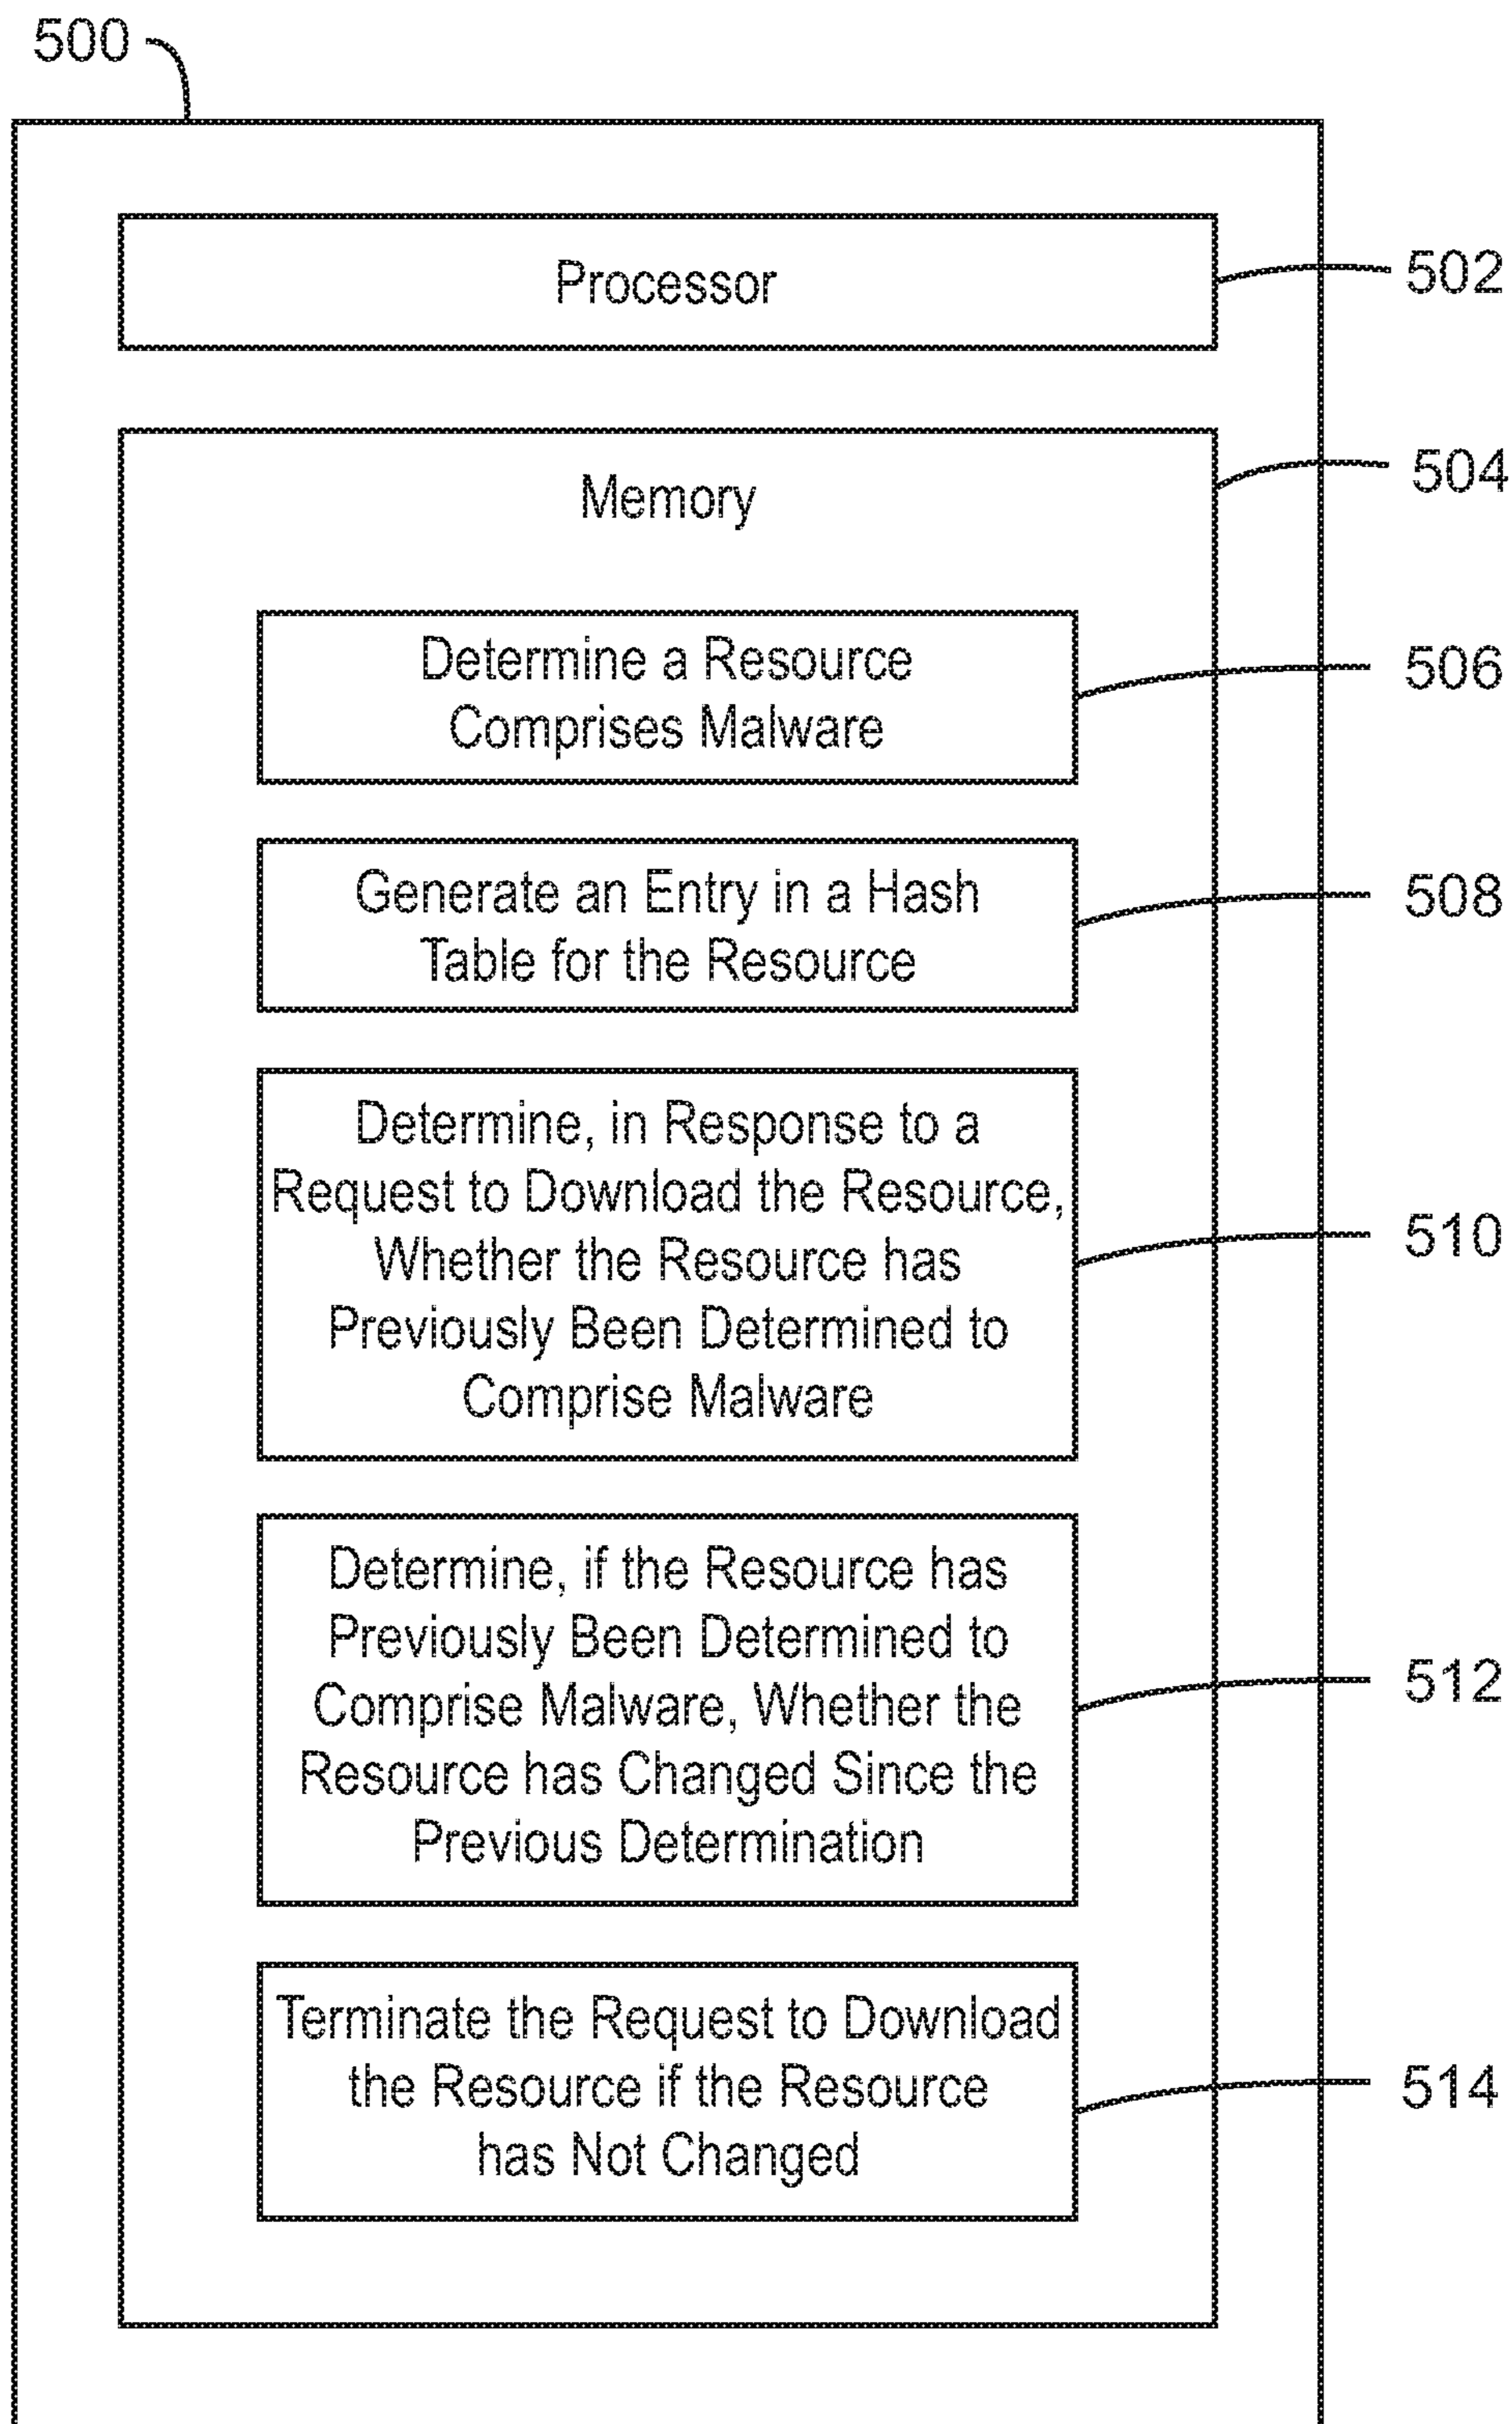 500
Processor
502
Memory
504
Determine a Resource
Comprises Malware
506
Generate an Entry in a Hash
Table for the Resource
508
Determine, in Response to a
Request to Download the Resource,
Whether the Resource has
Previously Been Determined to
Comprise Malware
510
Determine, if the Resource has
Previously Been Determined to
Comprise Malware, Whether the
Resource has Changed Since the
Previous Determination
512
Terminate the Request to Download
the Resource if the Resource
has Not Changed
514